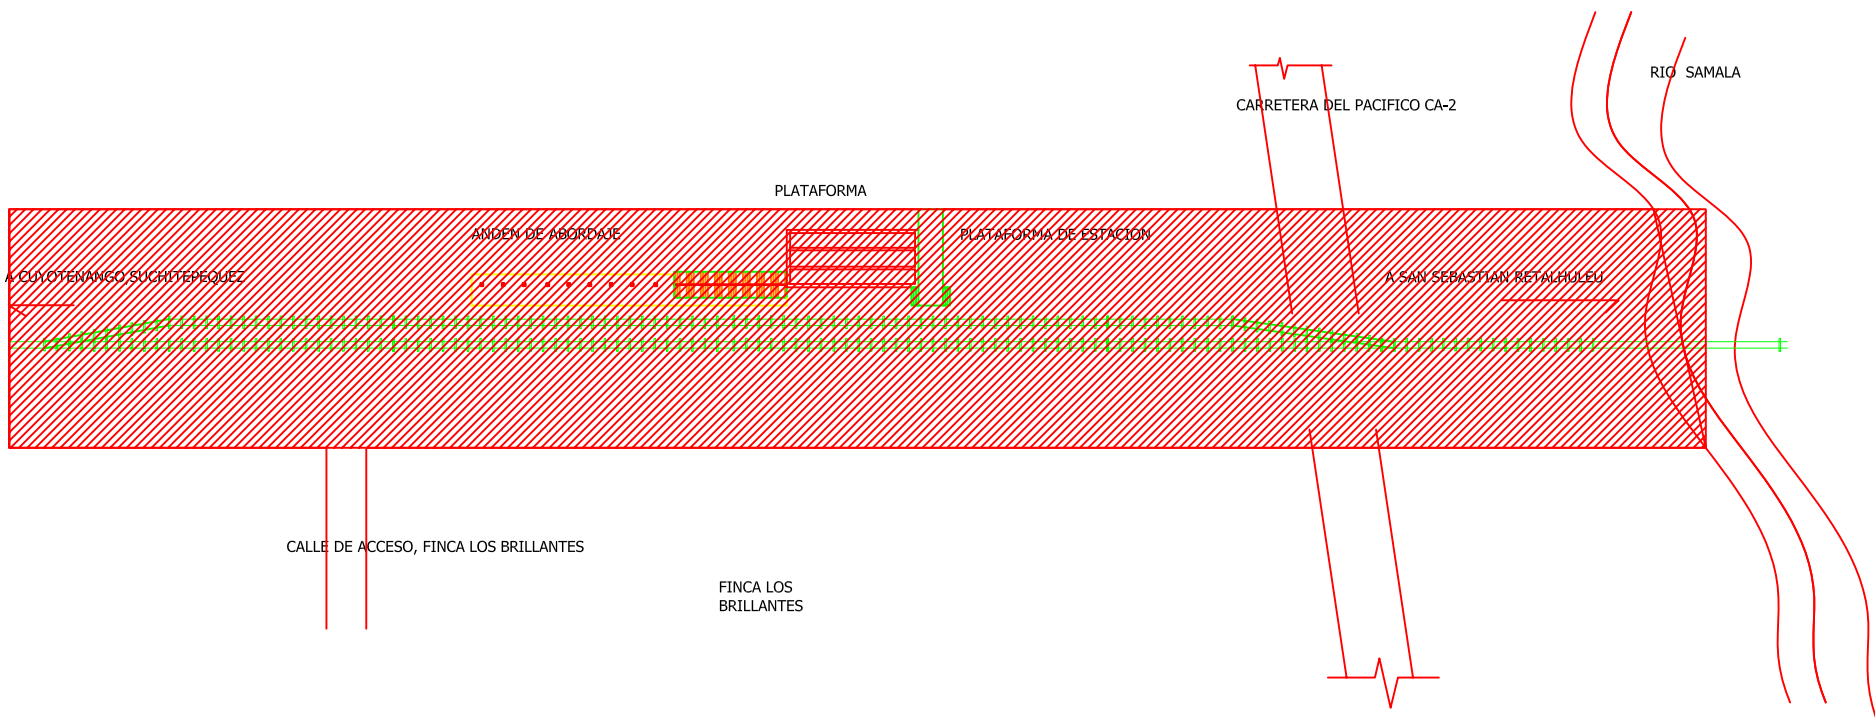 RIO SAMALA
CARRETERA DEL PACIFICO CA-2
PLATAFORMA
ANDEN DE ABORDAJE
PLATAFORMA DE ESTACION
A CUYOTENANGO,SUCHITEPEQUEZ
A SAN SEBASTIAN RETALHULEU
CALLE DE ACCESO, FINCA LOS BRILLANTES
FINCA LOS
BRILLANTES